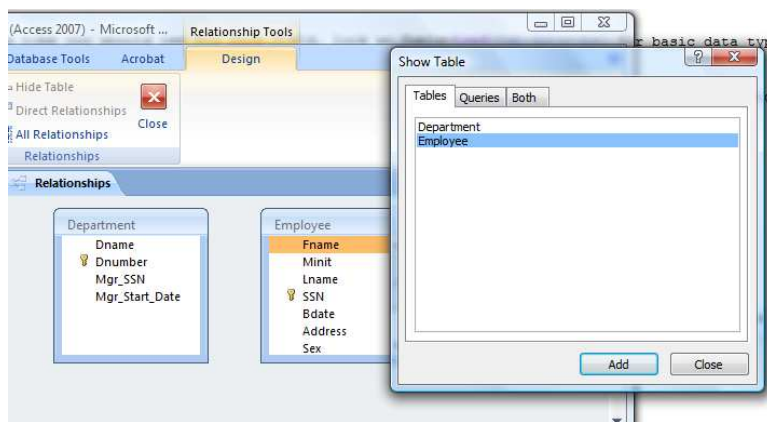 (Access 2007) - Microsoft ...
Relationship Tools
r basic data typ
Database Tools
Acrobat
Design
Hide Table
Direct Relationships
All Relationships
Close
Relationships
Relationships
Department
Dname
Dnumber
Mgr_SSN
Mgr_Start_Date
Employee
Fname
Minit
Lname
SSN
Bdate
Address
Sex
Show Table
Tables
Queries
Both
Department
Employee
Add
Close